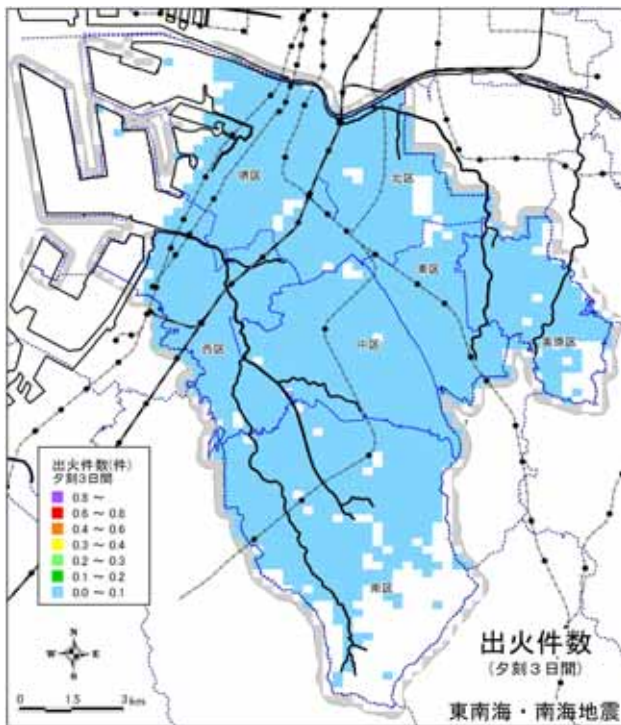 堺区
北区
東区
美原区
西区
中区
南区
出火件数(件)
夕刻3日間
0.8 ～
0.6 ～ 0.8
0.4 ～ 0.6
0.3 ～ 0.4
0.2 ～ 0.3
0.1 ～ 0.2
0.0 ～ 0.1
N
W E
S
0 1.5 3 kms
出火件数
(夕刻3日間)
東南海・南海地震